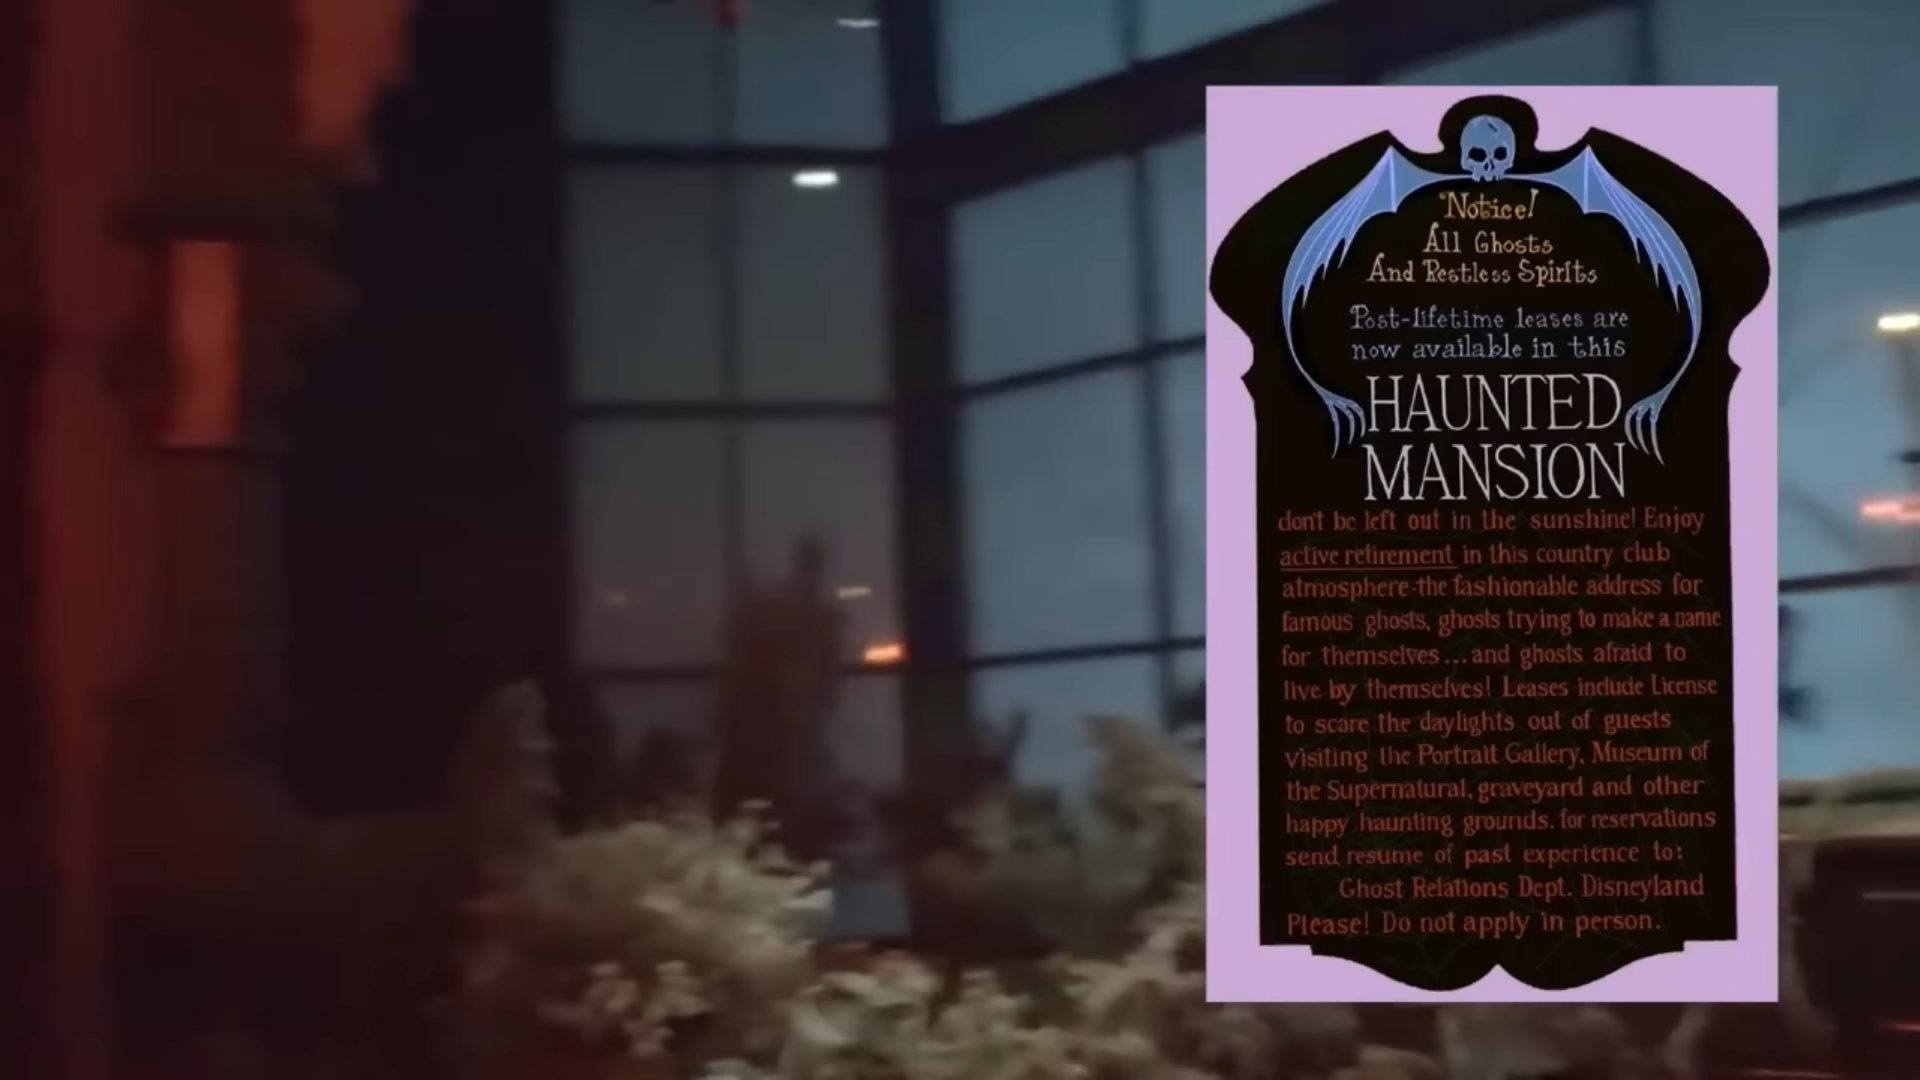 Notice!
All Ghosts
And Restless Spirits
Post-lifetime leases are
now available in this
HAUNTED
MANSION
don't be left out in the sunshine! Enjoy
active retirement in this country club
atmosphere-the fashionable address for
famous ghosts, ghosts trying to make a name
for themselves...and ghosts afraid to
live by themselves! Leases include License
to scare the daylights out of guests
visiting the Portrait Gallery, Museum of
the Supernatural, graveyard and other
happy haunting grounds. for reservations
send resume of past experience to:
Ghost Relations Dept. Disneyland
Please! Do not apply in person.